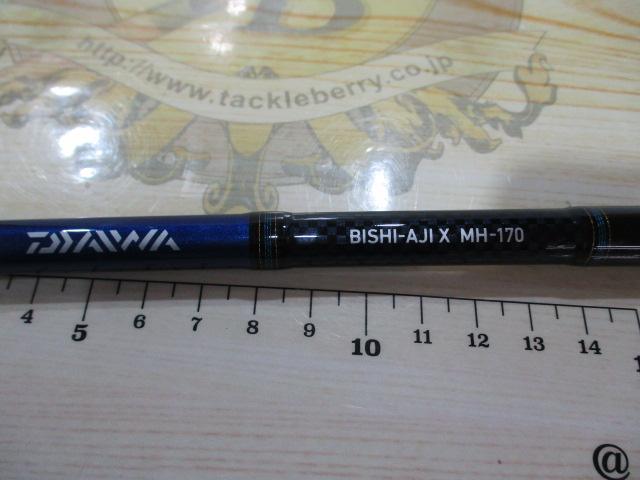 http://www.tackleberry.co.jp
DAIWA
BISHI-AJI X MH-170
4 5 6 7 8 9 10 11 12 13 14
@